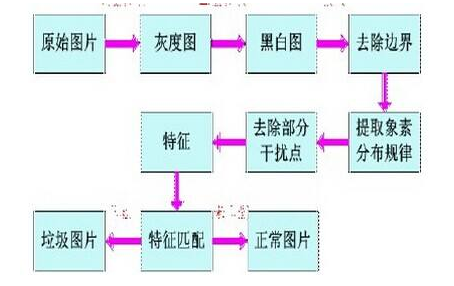 原始图片
灰度图
黑白图
去除边界
特征
去除部分
干扰点
提取象素
分布规律
垃圾图片
特征匹配
正常图片